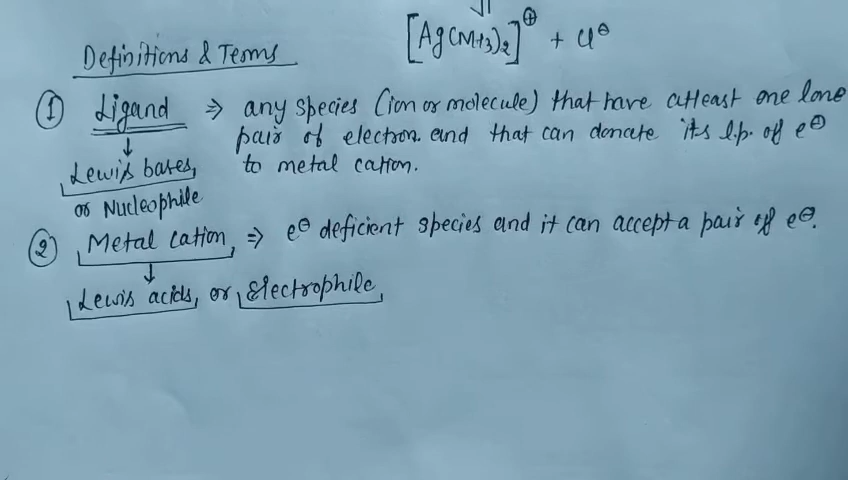 [Ag(NH3)2]⊕ + Cl⊖
Definitions & Terms
① Ligand ⇒ any species (ion or molecule) that have atleast one lone
pair of electron. and that can donate its l.p. of e⊖
to metal cation.
↓
Lewis bases,
or Nucleophile
② Metal cation, ⇒ e⊖ deficient species and it can accept a pair of e⊖.
↓
Lewis acids, or Electrophile,